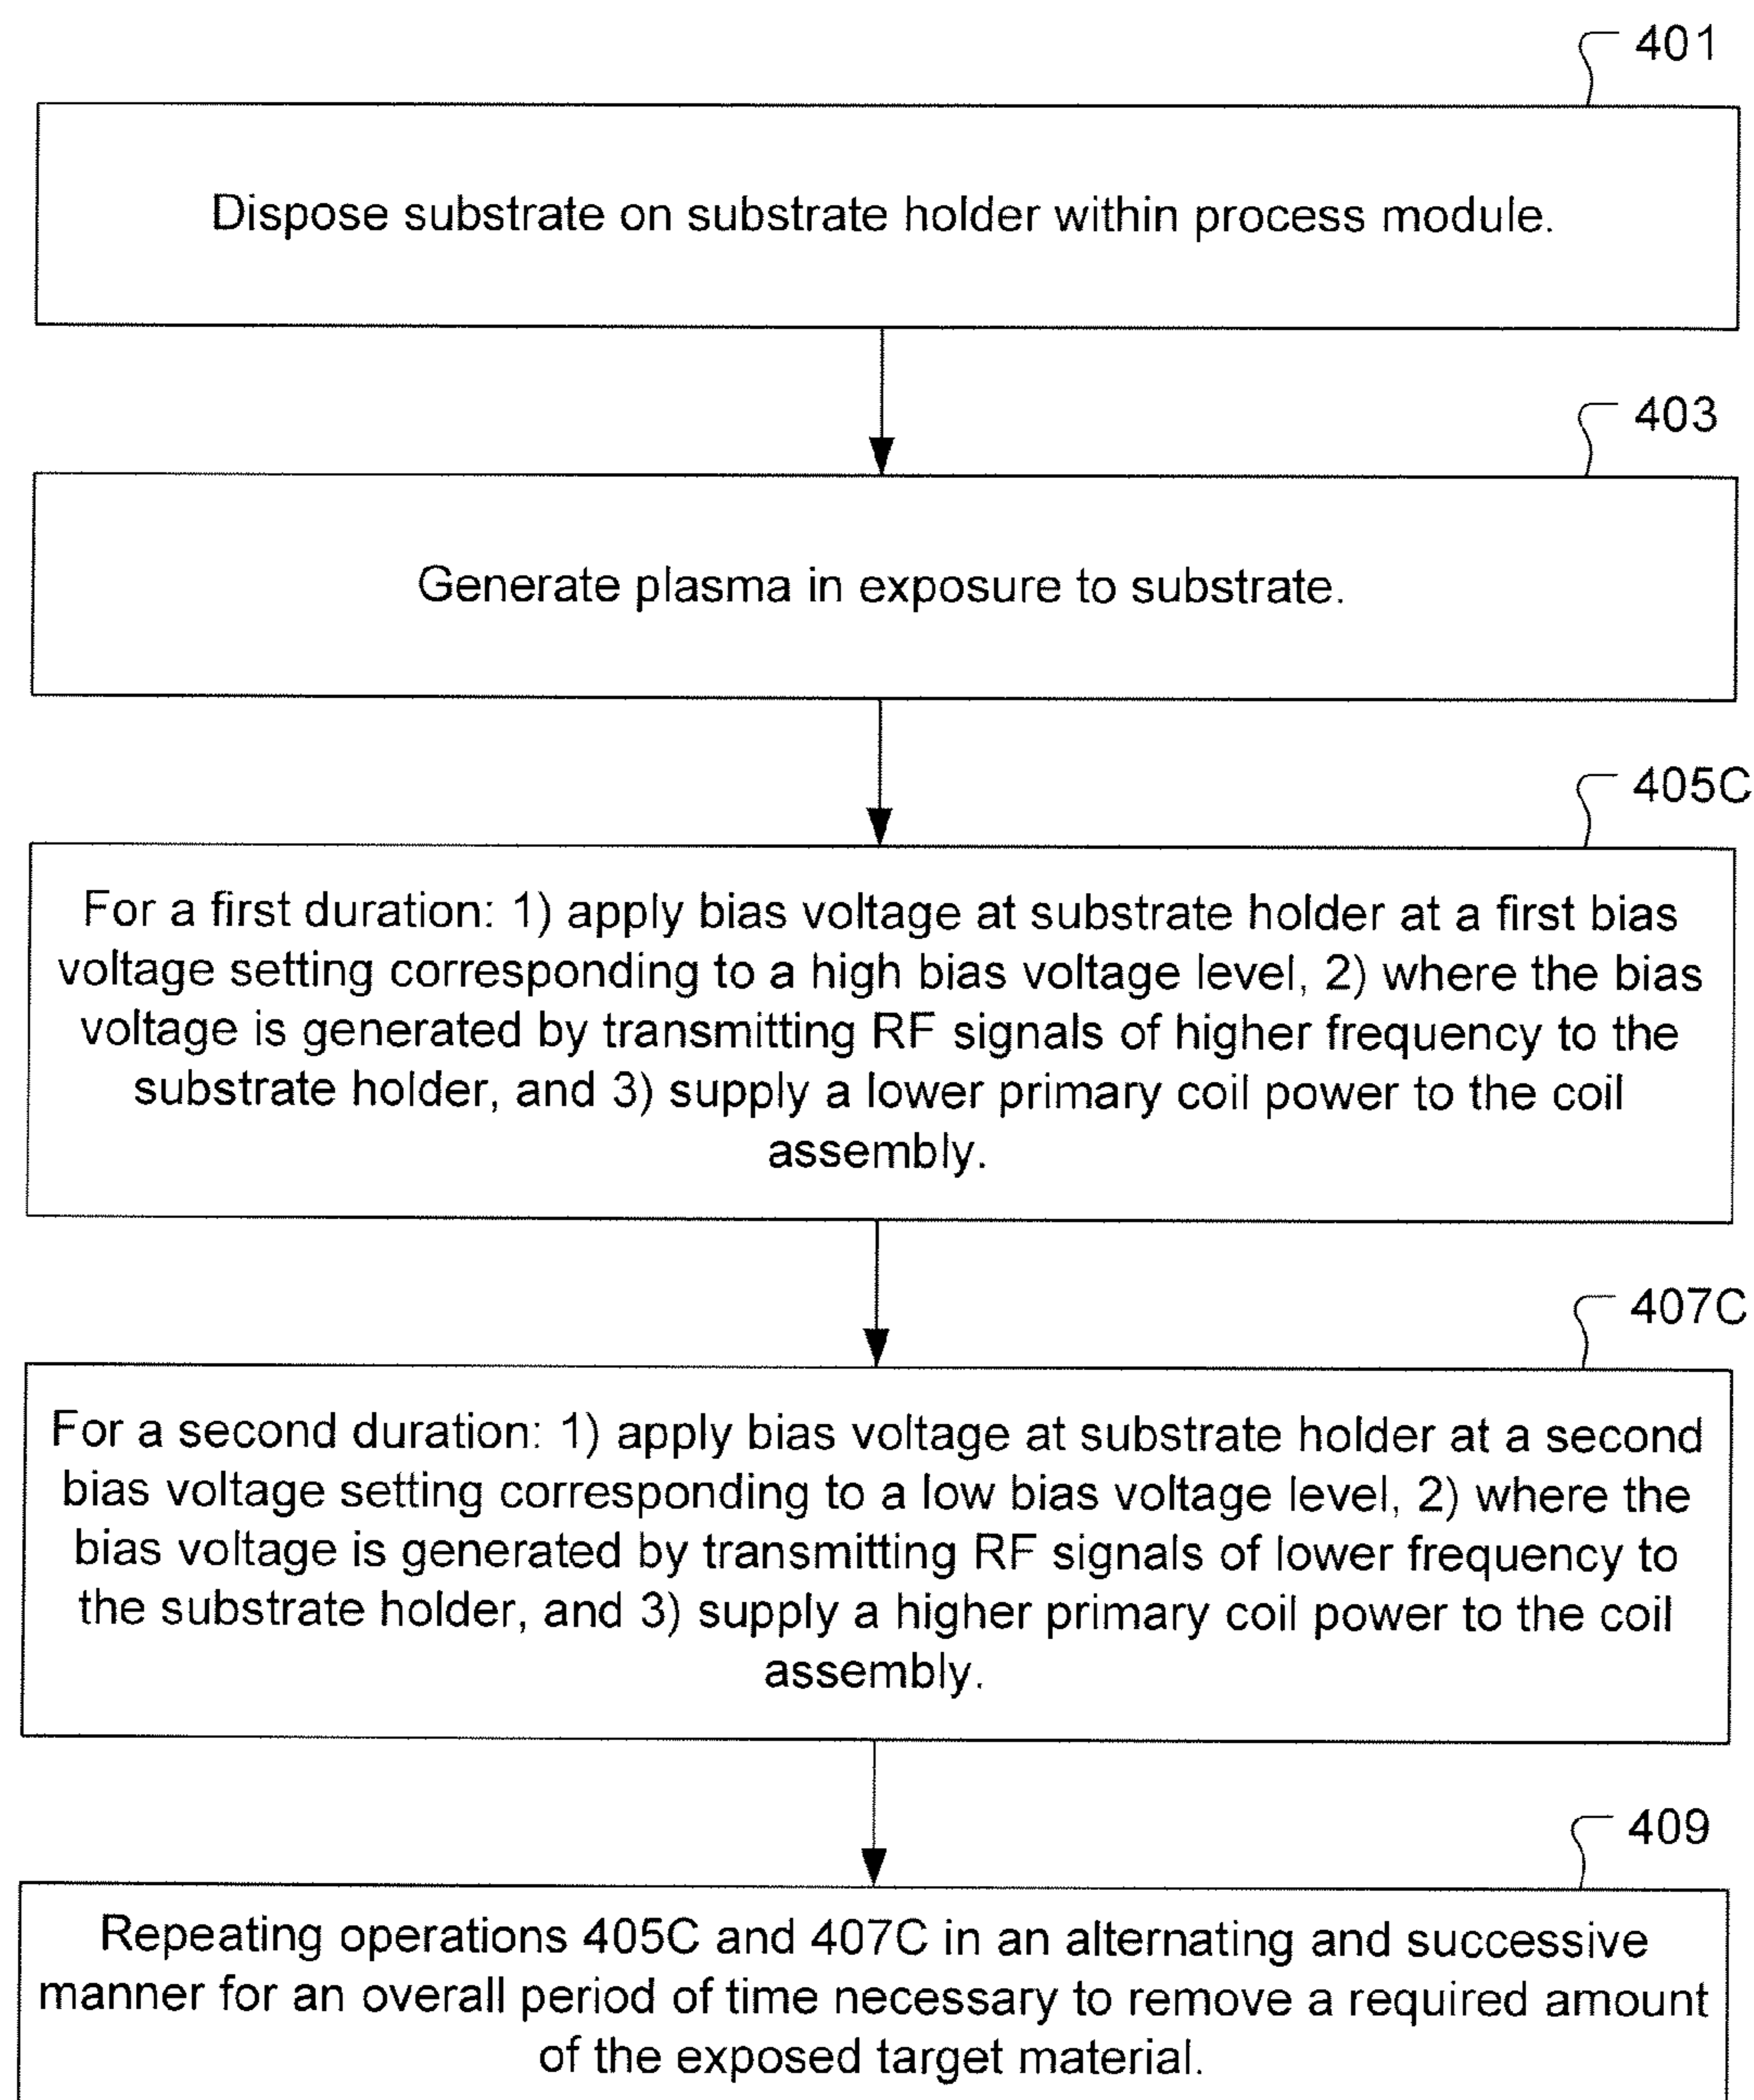 401
Dispose substrate on substrate holder within process module.
403
Generate plasma in exposure to substrate.
405C
For a first duration: 1) apply bias voltage at substrate holder at a first bias
voltage setting corresponding to a high bias voltage level, 2) where the bias
voltage is generated by transmitting RF signals of higher frequency to the
substrate holder, and 3) supply a lower primary coil power to the coil
assembly.
407C
For a second duration: 1) apply bias voltage at substrate holder at a second
bias voltage setting corresponding to a low bias voltage level, 2) where the
bias voltage is generated by transmitting RF signals of lower frequency to
the substrate holder, and 3) supply a higher primary coil power to the coil
assembly.
409
Repeating operations 405C and 407C in an alternating and successive
manner for an overall period of time necessary to remove a required amount
of the exposed target material.